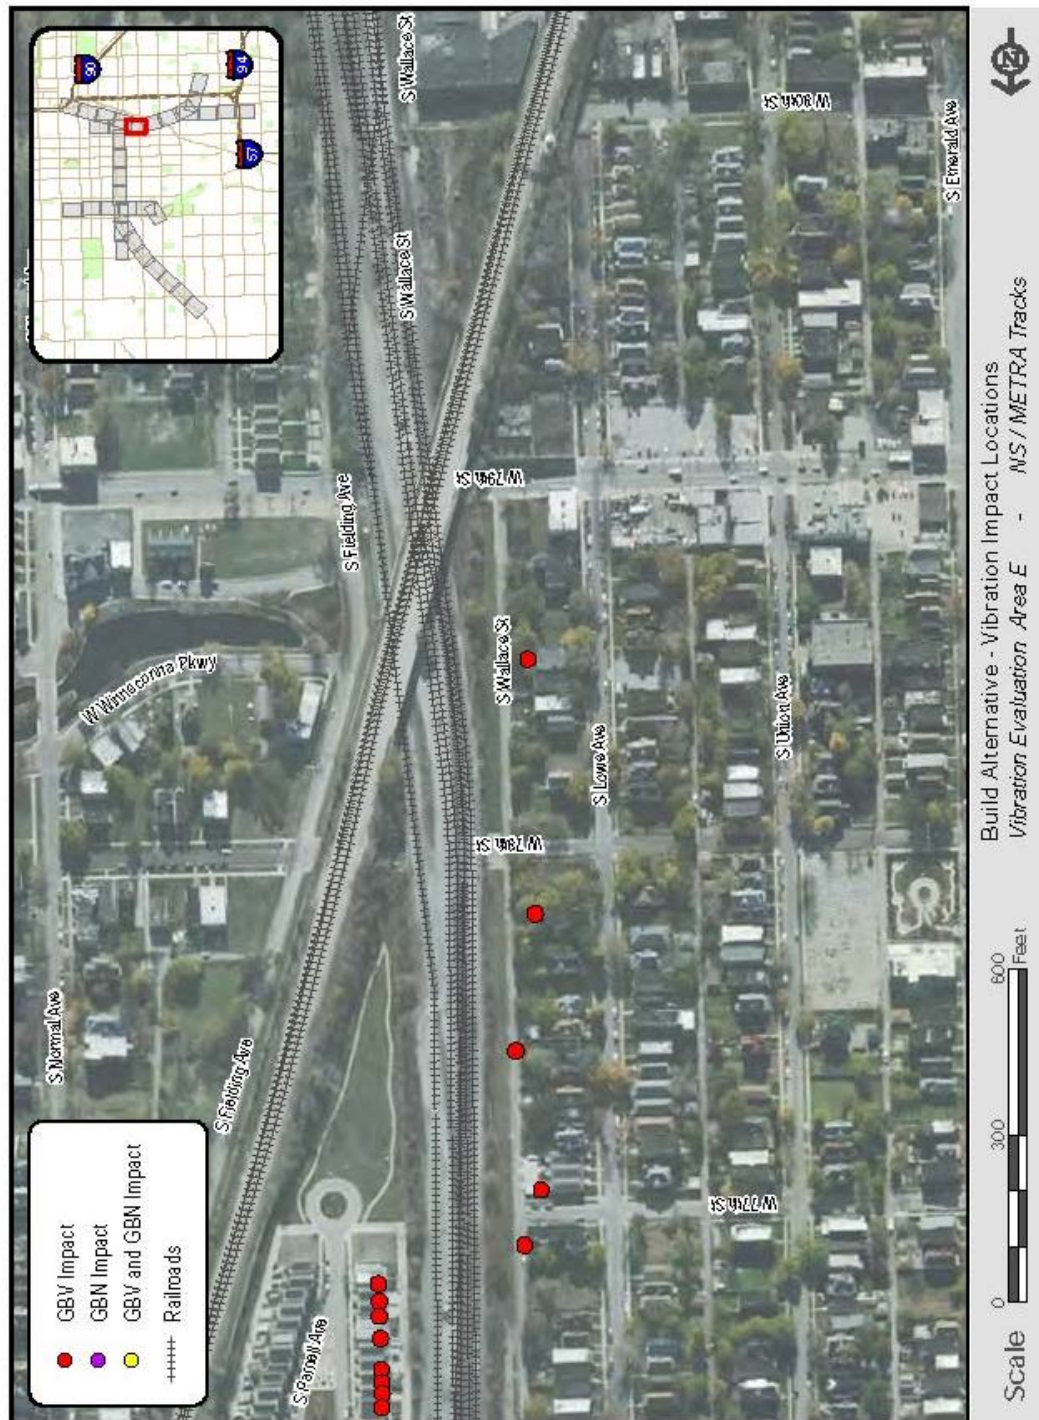 GBV Impact
GBN Impact
GBV and GBN Impact
Railroads
90
94
57
S Normal Ave
W Winneconna Pkwy
S Fielding Ave
S Fielding Ave
S Parnell Ave
S Wallace St
S Wallace St
S Wallace St
W 77th St
W 78th St
W 79th St
W 80th St
S Lowe Ave
S Union Ave
S Emerald Ave
Scale
0 300 600
Feet
Build Alternative - Vibration Impact Locations
Vibration Evaluation Area E - NS / METRA Tracks
N